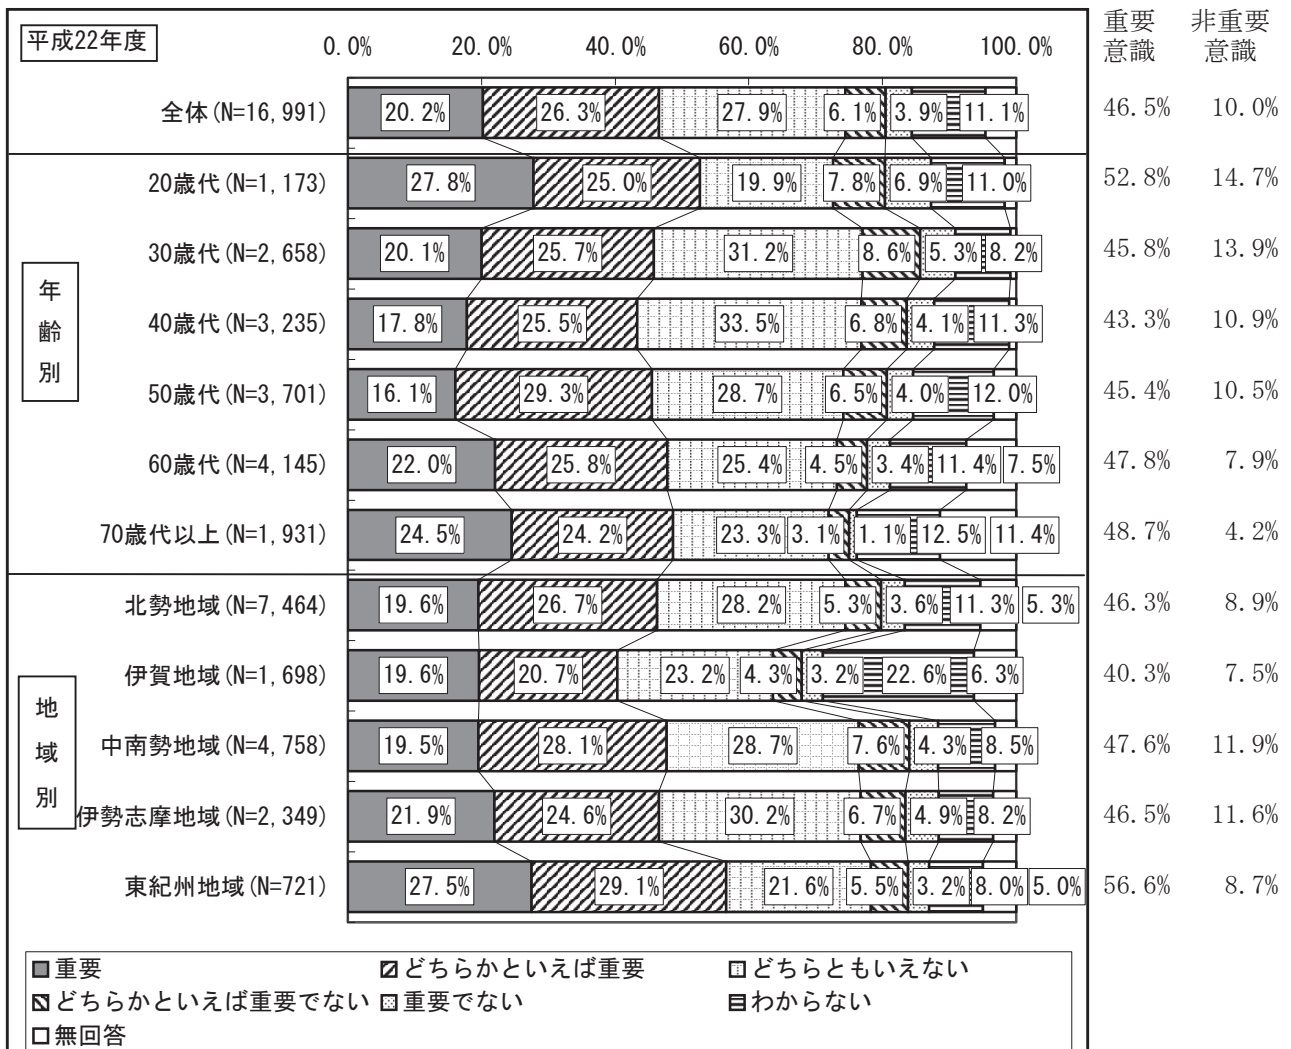 平成22年度
0.0% 20.0% 40.0% 60.0% 80.0% 100.0%
重要意識 非重要意識
全体(N=16,991) 20.2% 26.3% 27.9% 6.1% 3.9% 11.1% 46.5% 10.0%
年齢別
20歳代(N=1,173) 27.8% 25.0% 19.9% 7.8% 6.9% 11.0% 52.8% 14.7%
30歳代(N=2,658) 20.1% 25.7% 31.2% 8.6% 5.3% 8.2% 45.8% 13.9%
40歳代(N=3,235) 17.8% 25.5% 33.5% 6.8% 4.1% 11.3% 43.3% 10.9%
50歳代(N=3,701) 16.1% 29.3% 28.7% 6.5% 4.0% 12.0% 45.4% 10.5%
60歳代(N=4,145) 22.0% 25.8% 25.4% 4.5% 3.4% 11.4% 7.5% 47.8% 7.9%
70歳代以上(N=1,931) 24.5% 24.2% 23.3% 3.1% 1.1% 12.5% 11.4% 48.7% 4.2%
地域別
北勢地域(N=7,464) 19.6% 26.7% 28.2% 5.3% 3.6% 11.3% 5.3% 46.3% 8.9%
伊賀地域(N=1,698) 19.6% 20.7% 23.2% 4.3% 3.2% 22.6% 6.3% 40.3% 7.5%
中南勢地域(N=4,758) 19.5% 28.1% 28.7% 7.6% 4.3% 8.5% 47.6% 11.9%
伊勢志摩地域(N=2,349) 21.9% 24.6% 30.2% 6.7% 4.9% 8.2% 46.5% 11.6%
東紀州地域(N=721) 27.5% 29.1% 21.6% 5.5% 3.2% 8.0% 5.0% 56.6% 8.7%
重要 どちらかといえば重要 どちらともいえない
どちらかといえば重要でない 重要でない わからない
無回答